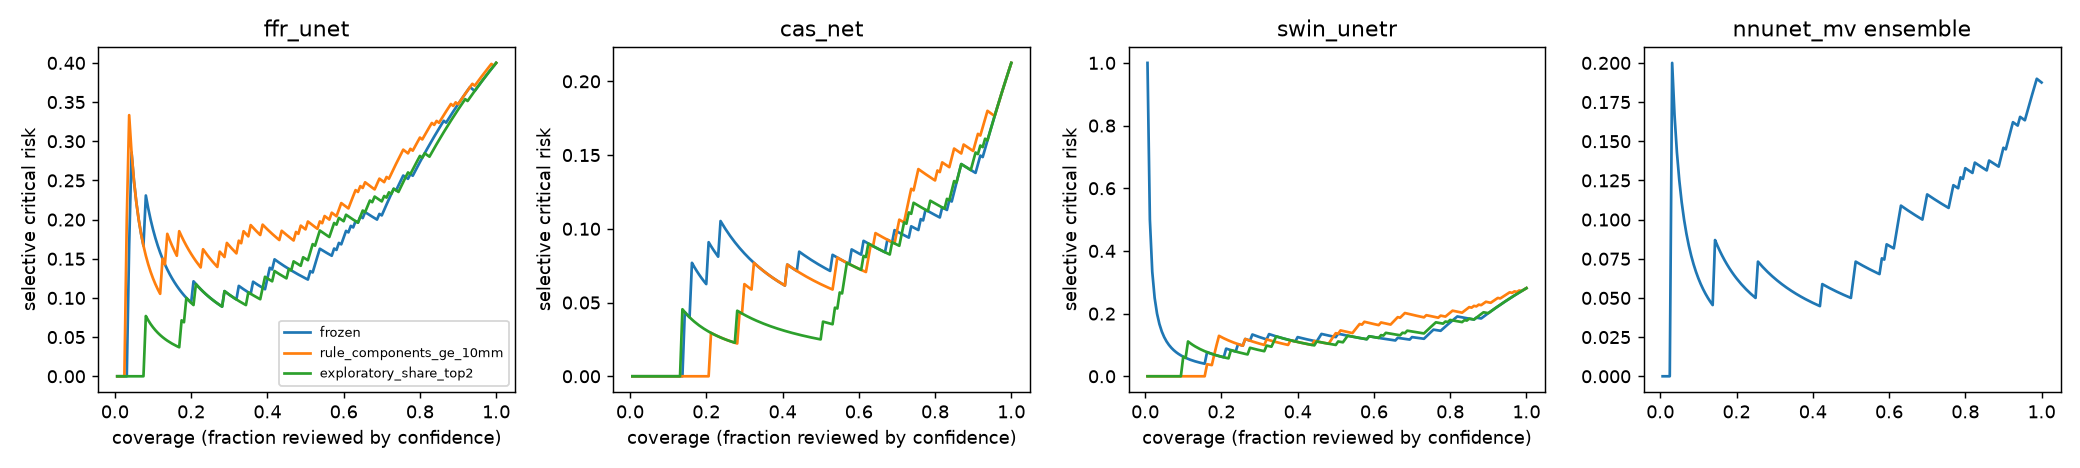 ffr_unet
selective critical risk
0.40
0.35
0.30
0.25
0.20
0.15
0.10
0.05
0.00
frozen
rule_components_ge_10mm
exploratory_share_top2
0.0 0.2 0.4 0.6 0.8 1.0
coverage (fraction reviewed by confidence)
cas_net
selective critical risk
0.20
0.15
0.10
0.05
0.00
0.0 0.2 0.4 0.6 0.8 1.0
coverage (fraction reviewed by confidence)
swin_unetr
selective critical risk
1.0
0.8
0.6
0.4
0.2
0.0
0.0 0.2 0.4 0.6 0.8 1.0
coverage (fraction reviewed by confidence)
nnunet_mv ensemble
0.200
0.175
0.150
0.125
0.100
0.075
0.050
0.025
0.000
0.0 0.2 0.4 0.6 0.8 1.0